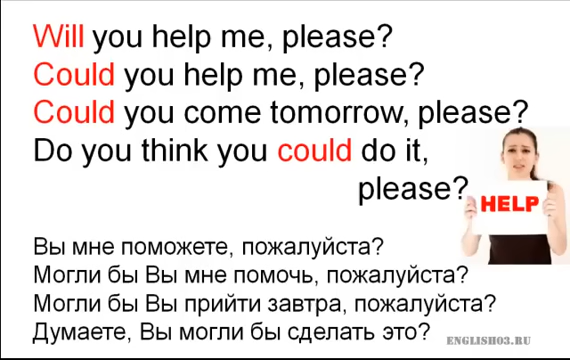 Will you help me, please?
Could you help me, please?
Could you come tomorrow, please?
Do you think you could do it,
please?
HELP
Вы мне поможете, пожалуйста?
Могли бы Вы мне помочь, пожалуйста?
Могли бы Вы прийти завтра, пожалуйста?
Думаете, Вы могли бы сделать это?
ENGLISH03.RU